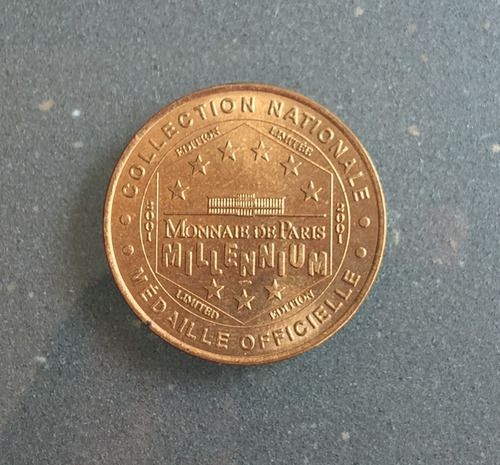 COLLECTION NATIONALE
EDITION LIMITÉE
2001
2001
MONNAIE DE PARIS
MILLENNIUM
LIMITED EDITION
MÉDAILLE OFFICIELLE